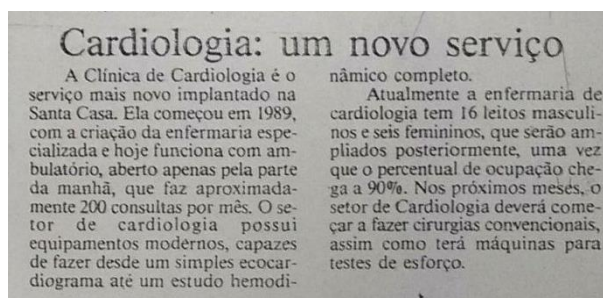 Cardiologia: um novo serviço
A Clínica de Cardiologia é o
serviço mais novo implantado na
Santa Casa. Ela começou em 1989,
com a criação da enfermaria espe-
cializada e hoje funciona com am-
bulatório, aberto apenas pela parte
da manhã, que faz aproximada-
mente 200 consultas por mês. O se-
tor de cardiologia possui
equipamentos modernos, capazes
de fazer desde um simples ecocar-
diograma até um estudo hemodi-
nâmico completo.
Atualmente a enfermaria de
cardiologia tem 16 leitos masculi-
nos e seis femininos, que serão am-
pliados posteriormente, uma vez
que o percentual de ocupação che-
ga a 90%. Nos próximos meses, o
setor de Cardiologia deverá come-
çar a fazer cirurgias convencionais,
assim como terá máquinas para
testes de esforço.